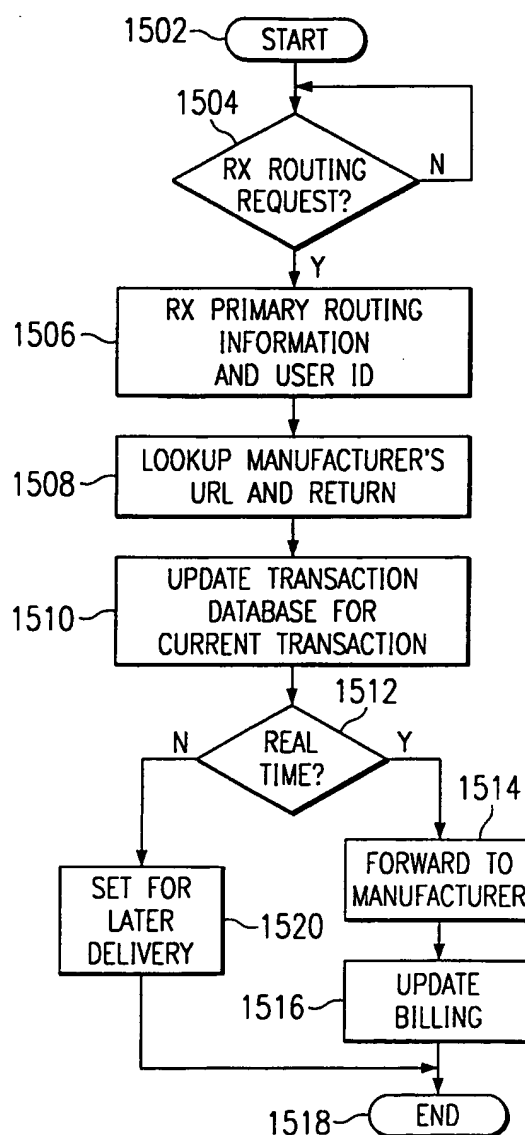 1502
START
1504
RX ROUTING
REQUEST?
N
Y
1506
RX PRIMARY ROUTING
INFORMATION
AND USER ID
1508
LOOKUP MANUFACTURER'S
URL AND RETURN
1510
UPDATE TRANSACTION
DATABASE FOR
CURRENT TRANSACTION
1512
N
REAL
TIME?
Y
1514
FORWARD TO
MANUFACTURER
SET FOR
LATER
DELIVERY
1520
1516
UPDATE
BILLING
1518
END